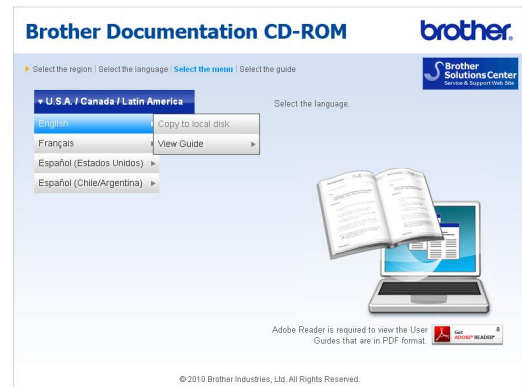 Brother Documentation CD-ROM
brother.
Select the region | Select the language | Select the menu | Select the guide
Brother
Solutions Center
Service & Support Web Site
U.S.A. / Canada / Latin America
Select the language.
English
Copy to local disk
Français
View Guide
Español (Estados Unidos)
Español (Chile/Argentina)
Adobe Reader is required to view the User
Guides that are in PDF format.
Get
ADOBE® READER®
© 2010 Brother Industries, Ltd. All Rights Reserved.